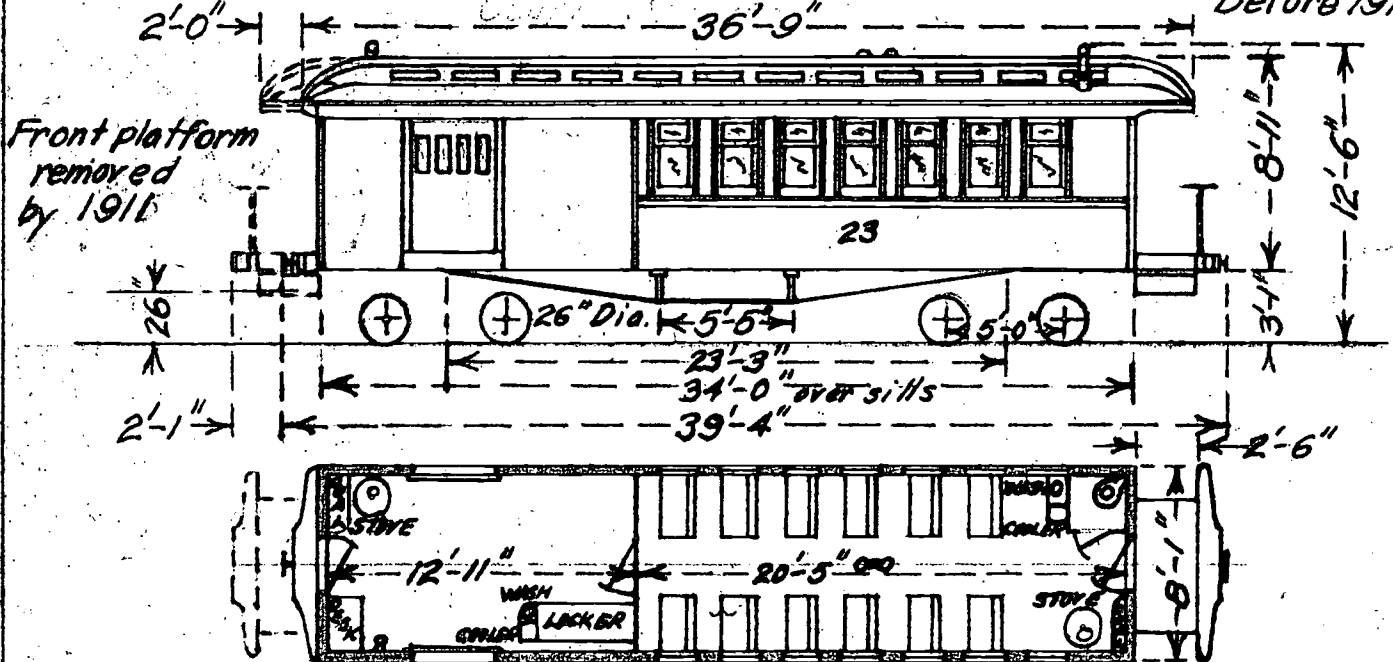 Before 191
2'-0"
36'-9"
Front platform
removed
by 1911
8'-11"
12'-6"
23
26"
26" Dia.
5'-5"
5'-0"
3'-1"
23'-3"
34'-0" over sills
39'-4"
2'-1"
2'-6"
STOVE
COOLER
12'-11"
20'-5"
8'-1"
WASH
COOLER
LOCKER
DESK
STOVE